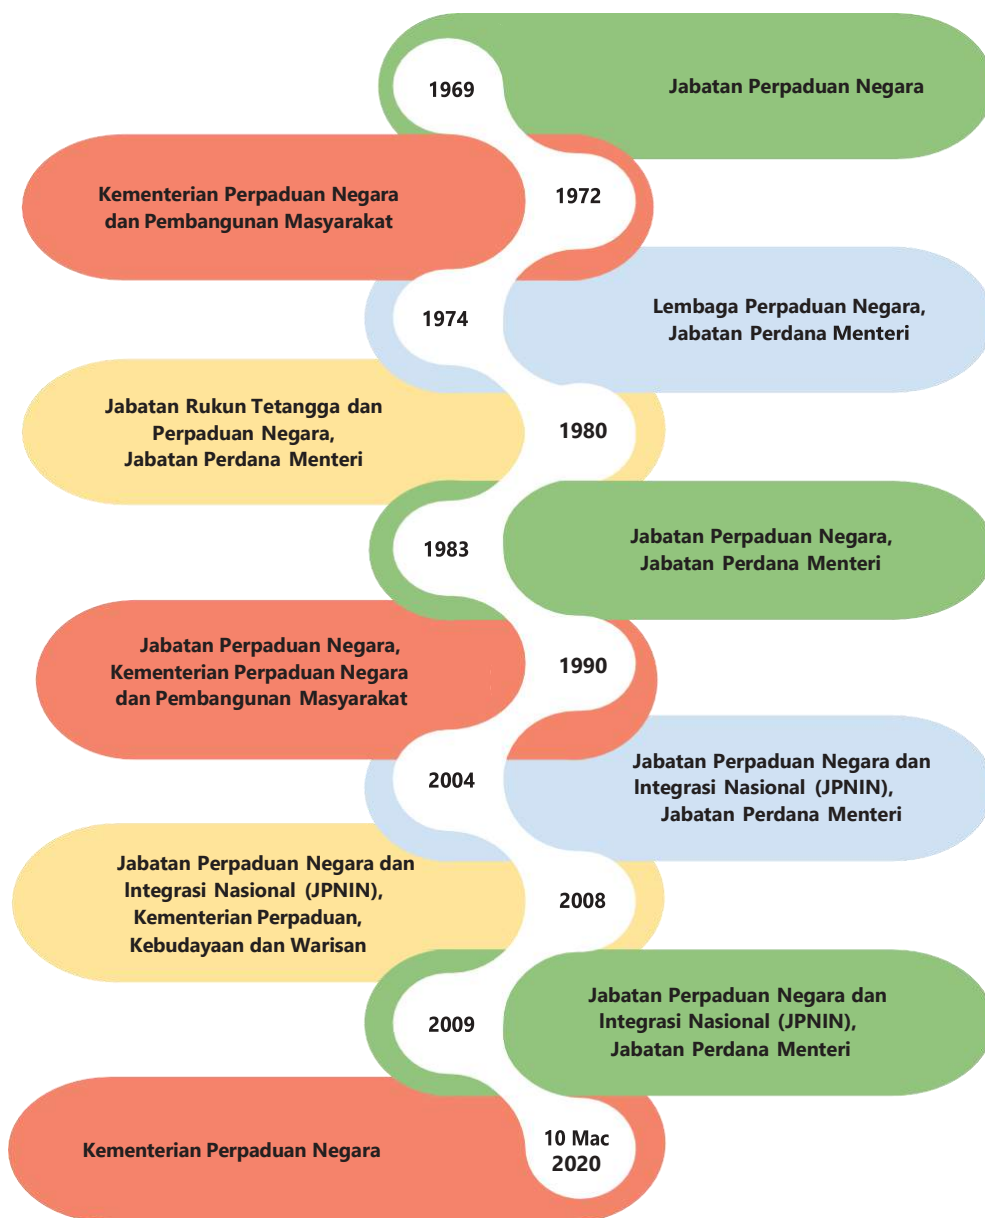 1969
Jabatan Perpaduan Negara
Kementerian Perpaduan Negara
dan Pembangunan Masyarakat
1972
1974
Lembaga Perpaduan Negara,
Jabatan Perdana Menteri
Jabatan Rukun Tetangga dan
Perpaduan Negara,
Jabatan Perdana Menteri
1980
1983
Jabatan Perpaduan Negara,
Jabatan Perdana Menteri
Jabatan Perpaduan Negara,
Kementerian Perpaduan Negara
dan Pembangunan Masyarakat
1990
2004
Jabatan Perpaduan Negara dan
Integrasi Nasional (JPNIN),
Jabatan Perdana Menteri
Jabatan Perpaduan Negara dan
Integrasi Nasional (JPNIN),
Kementerian Perpaduan,
Kebudayaan dan Warisan
2008
2009
Jabatan Perpaduan Negara dan
Integrasi Nasional (JPNIN),
Jabatan Perdana Menteri
Kementerian Perpaduan Negara
10 Mac
2020